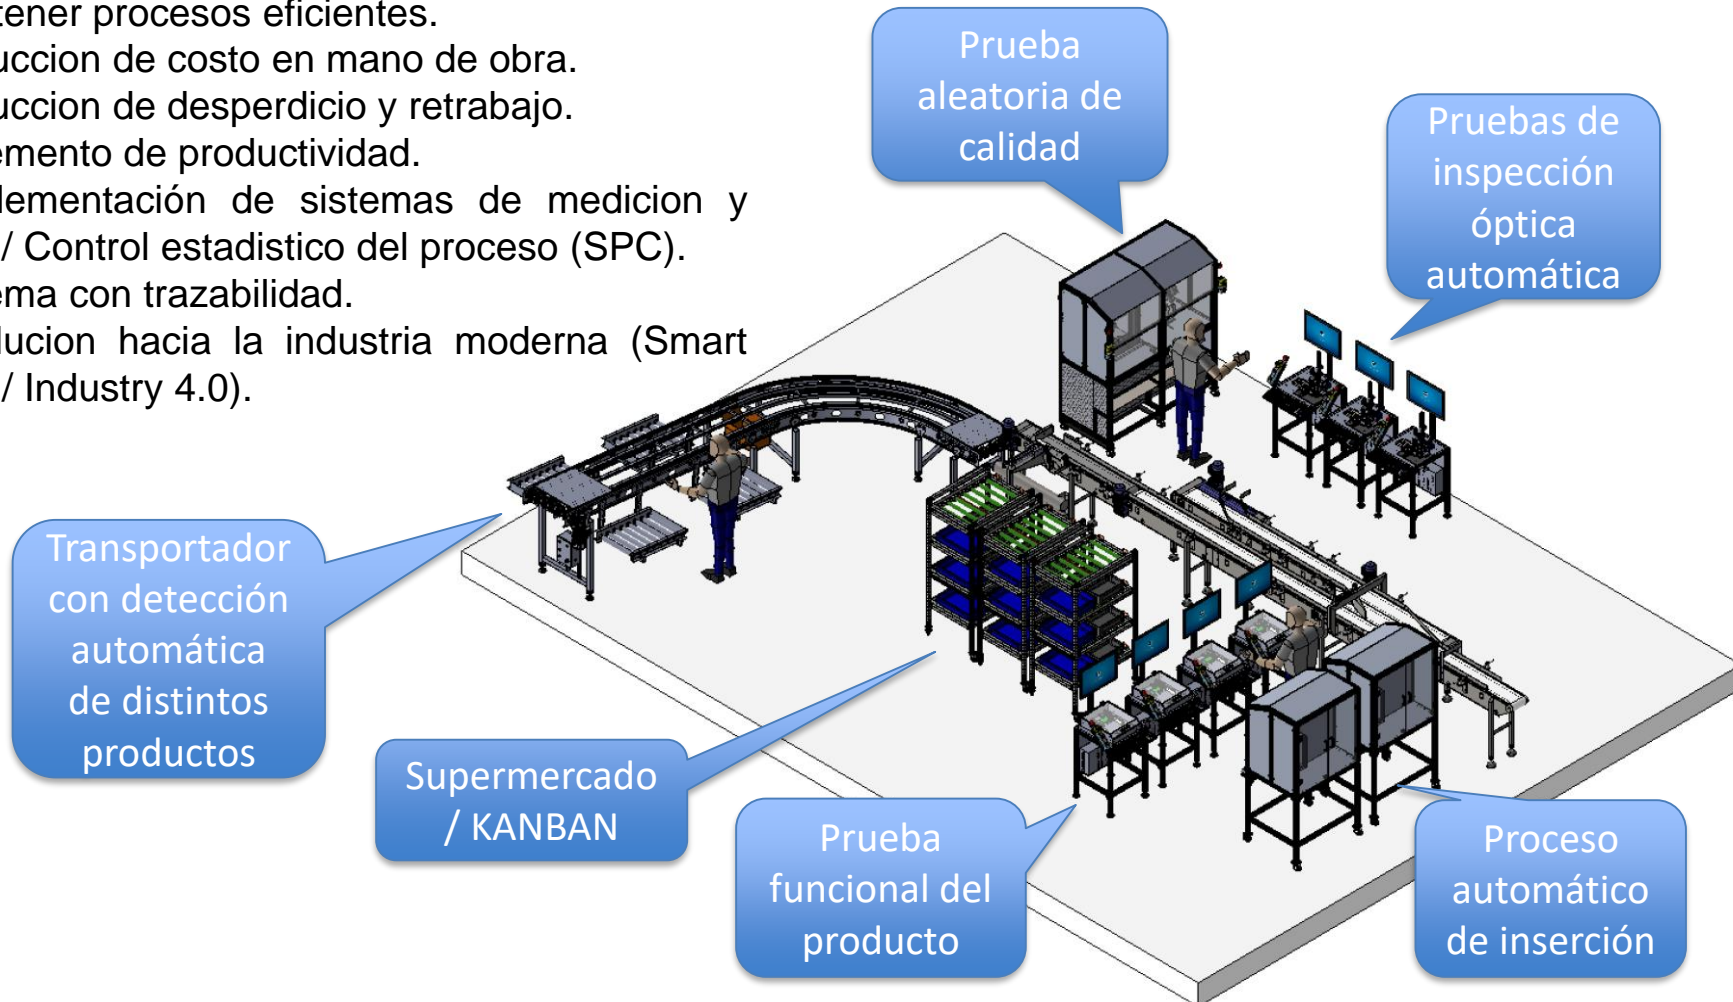 tener procesos eficientes.
uccion de costo en mano de obra.
uccion de desperdicio y retrabajo.
emento de productividad.
lementación de sistemas de medicion y
/ Control estadistico del proceso (SPC).
ema con trazabilidad.
lucion hacia la industria moderna (Smart
/ Industry 4.0).
Prueba
aleatoria de
calidad
Pruebas de
inspección
óptica
automática
Transportador
con detección
automática
de distintos
productos
Supermercado
/ KANBAN
Prueba
funcional del
producto
Proceso
automático
de inserción